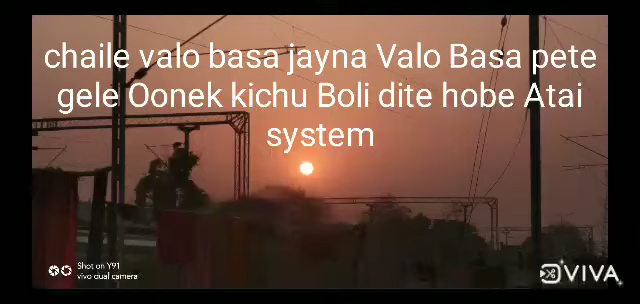 chaile valo basa jayna Valo Basa pete
gele Oonek kichu Boli dite hobe Atai
system
Shot on Y91
vivo dual camera
VIVA